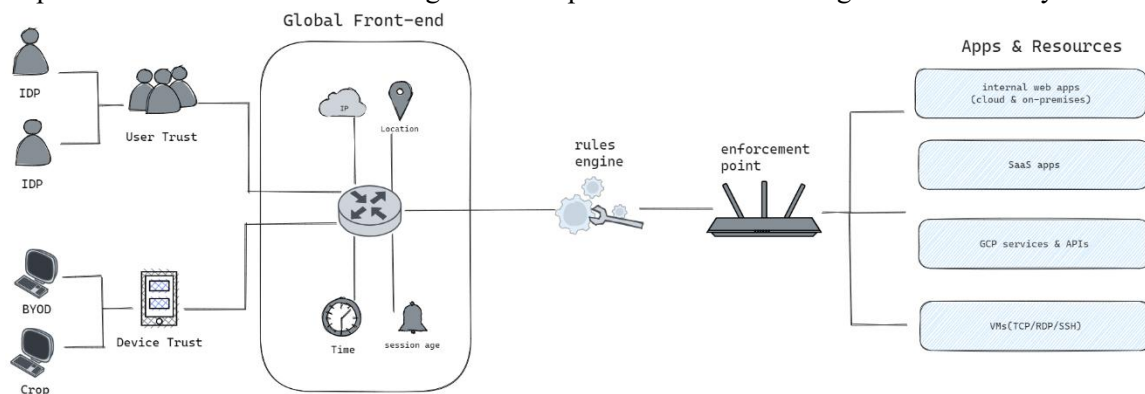 Global Front-end
IDP
IDP
User Trust
BYOD
Crop
Device Trust
IP
Location
Time
session age
rules
engine
enforcement
point
Apps & Resources
internal web apps
(cloud & on-premises)
SaaS apps
GCP services & APIs
VMs(TCP/RDP/SSH)